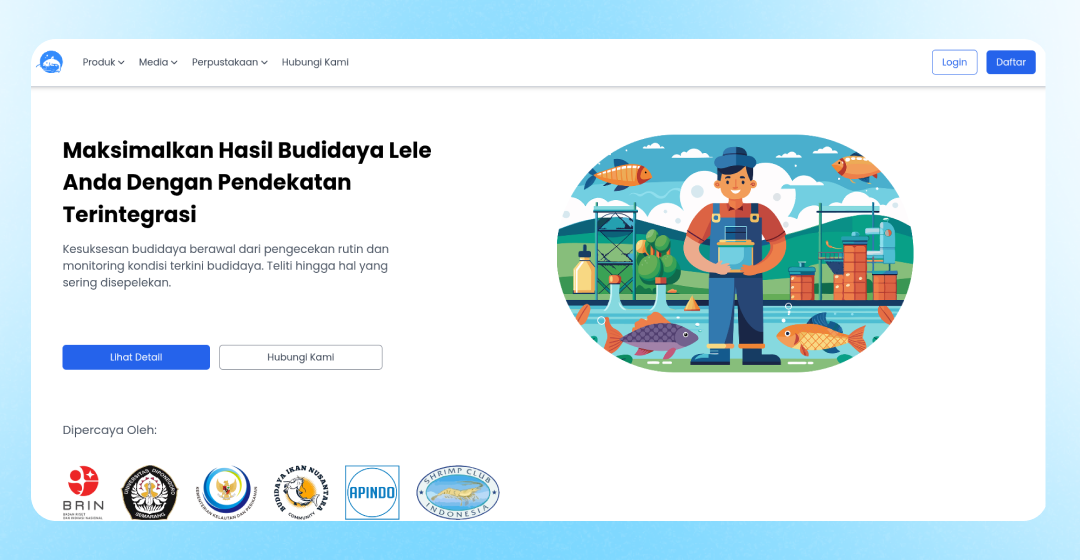 Produk Media Perpustakaan Hubungi Kami Login Daftar
Maksimalkan Hasil Budidaya Lele
Anda Dengan Pendekatan
Terintegrasi
Kesuksesan budidaya berawal dari pengecekan rutin dan
monitoring kondisi terkini budidaya. Teliti hingga hal yang
sering disepelekan.
Lihat Detail Hubungi Kami
Dipercaya Oleh:
BRIN
BADAN RISET
DAN INOVASI NASIONAL
UNIVERSITAS DIPONEGORO
SEMARANG
KEMENTERIAN KELAUTAN DAN PERIKANAN
BUDIDAYA IKAN NUSANTARA
COMMUNITY
APINDO
SHRIMP CLUB
INDONESIA